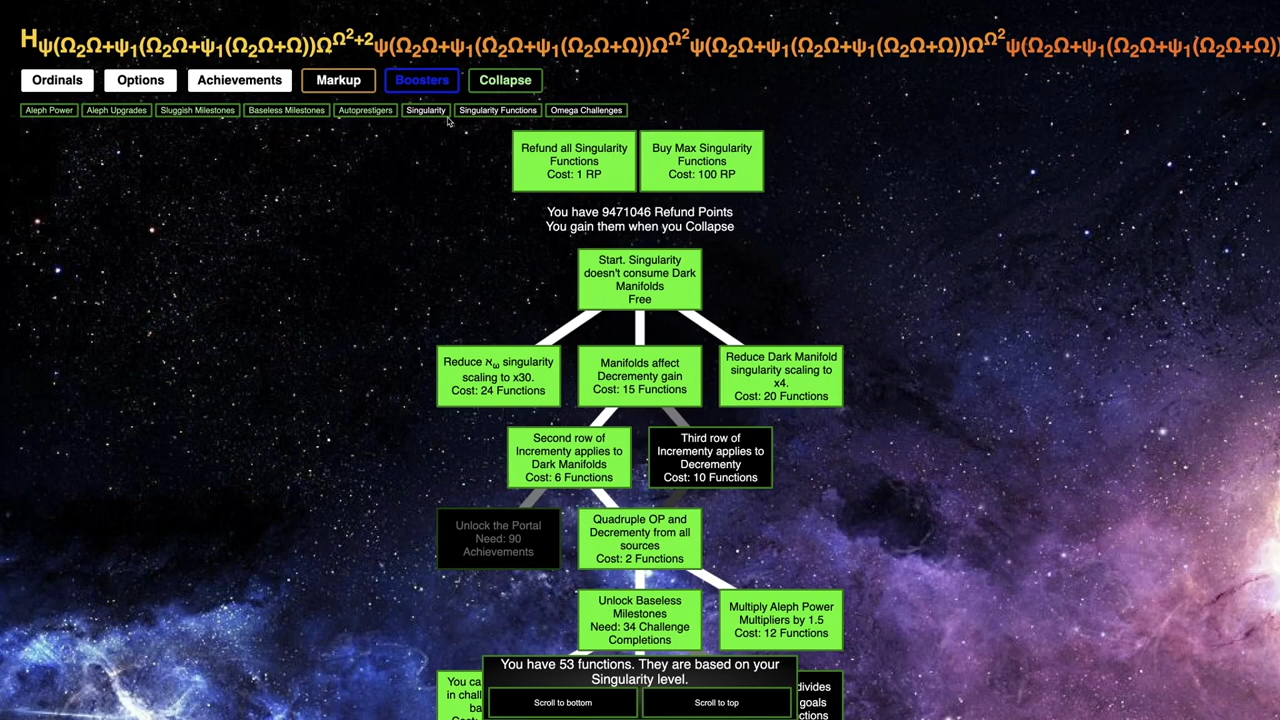 Hψ(Ω₂Ω+ψ₁(Ω₂Ω+ψ₁(Ω₂Ω+Ω))Ω^Ω²+2ψ(Ω₂Ω+ψ₁(Ω₂Ω+ψ₁(Ω₂Ω+Ω))Ω^Ω²ψ(Ω₂Ω+ψ₁(Ω₂Ω+ψ₁(Ω₂Ω+Ω))Ω^Ω²ψ(Ω₂Ω+ψ₁(Ω₂Ω+ψ₁(Ω₂Ω+Ω))
Ordinals Options Achievements Markup Boosters Collapse
Aleph Power Aleph Upgrades Sluggish Milestones Baseless Milestones Autoprestigers Singularity Singularity Functions Omega Challenges
Refund all Singularity
Functions
Cost: 1 RP
Buy Max Singularity
Functions
Cost: 100 RP
You have 9471046 Refund Points
You gain them when you Collapse
Start. Singularity
doesn't consume Dark
Manifolds
Free
Reduce ℵω singularity
scaling to x30.
Cost: 24 Functions
Manifolds affect
Decrementy gain
Cost: 15 Functions
Reduce Dark Manifold
singularity scaling to
x4.
Cost: 20 Functions
Second row of
Incrementy applies to
Dark Manifolds
Cost: 6 Functions
Third row of
Incrementy applies to
Decrementy
Cost: 10 Functions
Unlock the Portal
Need: 90
Achievements
Quadruple OP and
Decrementy from all
sources
Cost: 2 Functions
Unlock Baseless
Milestones
Need: 34 Challenge
Completions
Multiply Aleph Power
Multipliers by 1.5
Cost: 12 Functions
You ca
in chall
ba
You have 53 functions. They are based on your
Singularity level.
Scroll to bottom Scroll to top
divides
goals
ctions